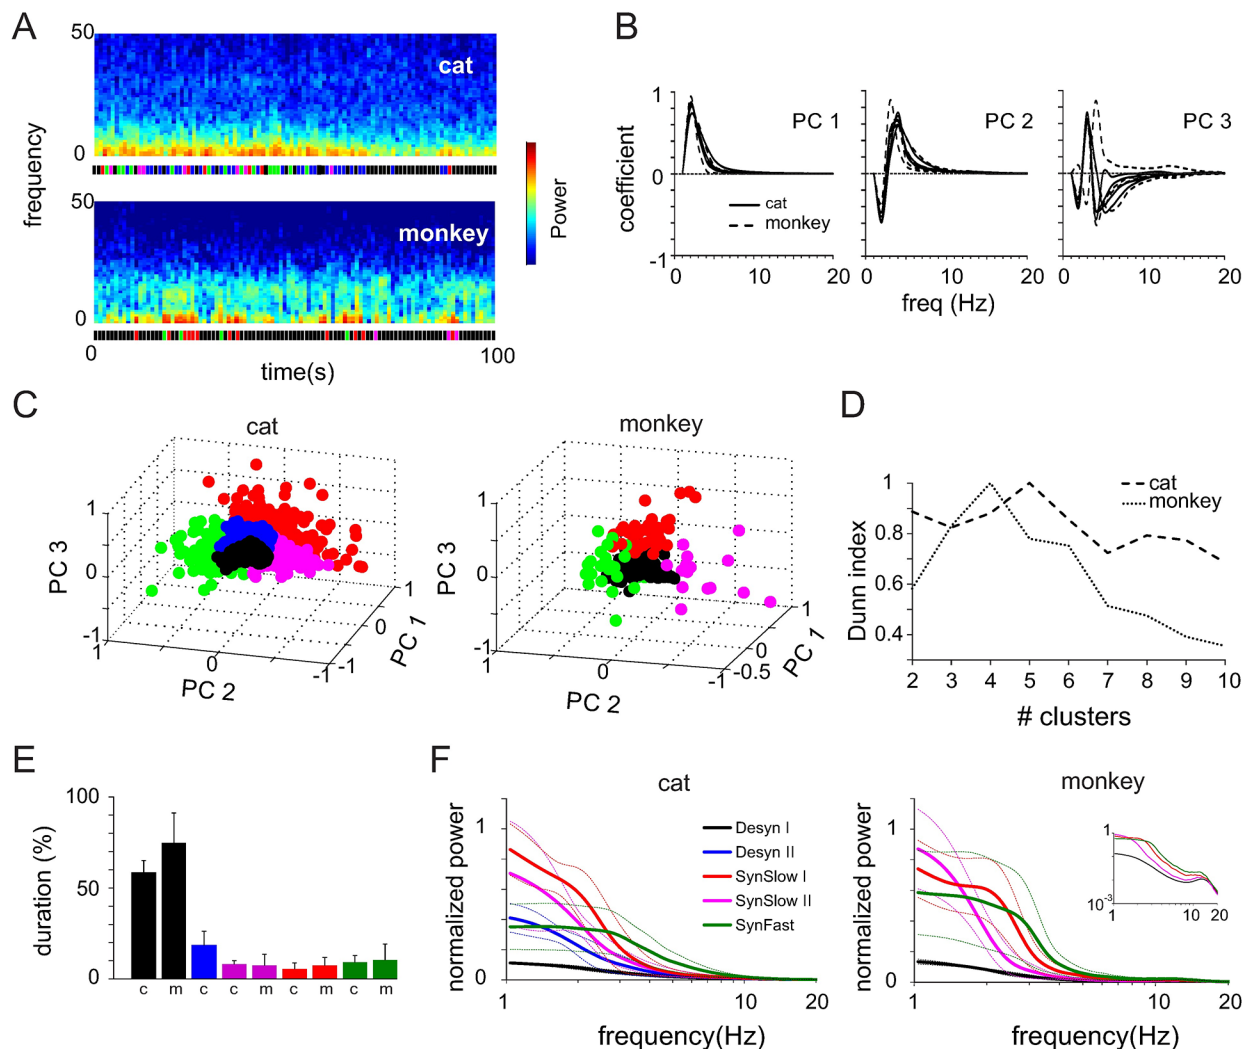 A
50
cat
frequency
0
50
monkey
0
0
100
time(s)
Power
B
1
PC 1
PC 2
PC 3
coefficient
0
cat
monkey
-1
0
10
20
0
10
20
0
10
20
freq (Hz)
C
cat
monkey
PC 3
1
0
-1
1
0
-1
PC 2
-1
0
1
PC 1
PC 3
1
0
-1
1
0
-1
PC 2
-0.5
0
1
PC 1
D
Dunn index
1
0.8
0.6
0.4
cat
monkey
2
3
4
5
6
7
8
9
10
# clusters
E
duration (%)
100
50
0
c
m
c
c
m
c
m
c
m
F
cat
normalized power
1
0
Desyn I
Desyn II
SynSlow I
SynSlow II
SynFast
1
10
20
frequency(Hz)
monkey
normalized power
1
0
1
10-3
1
10
20
1
10
20
frequency(Hz)